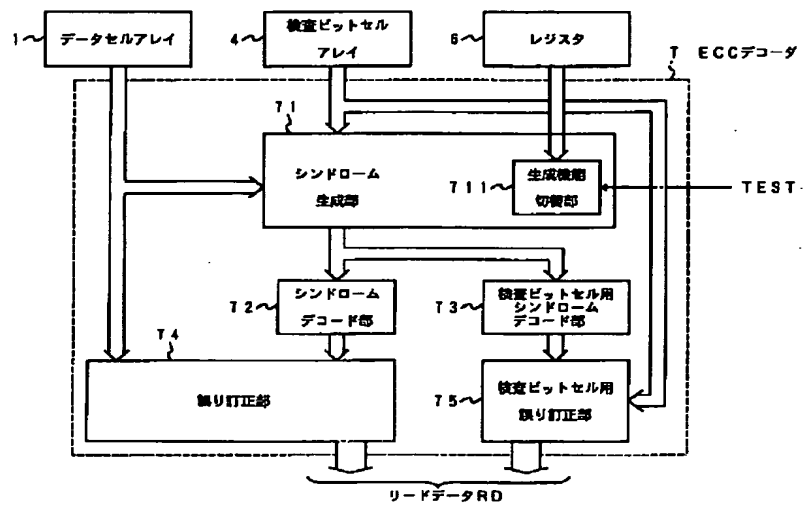 1
データセルアレイ
4
検査ビットセル
アレイ
6
レジスタ
7 ECCデコーダ
71
シンドローム
生成部
711
生成機能
切替部
TEST
72
シンドローム
デコード部
73
検査ビットセル用
シンドローム
デコード部
74
誤り訂正部
75
検査ビットセル用
誤り訂正部
リードデータRD